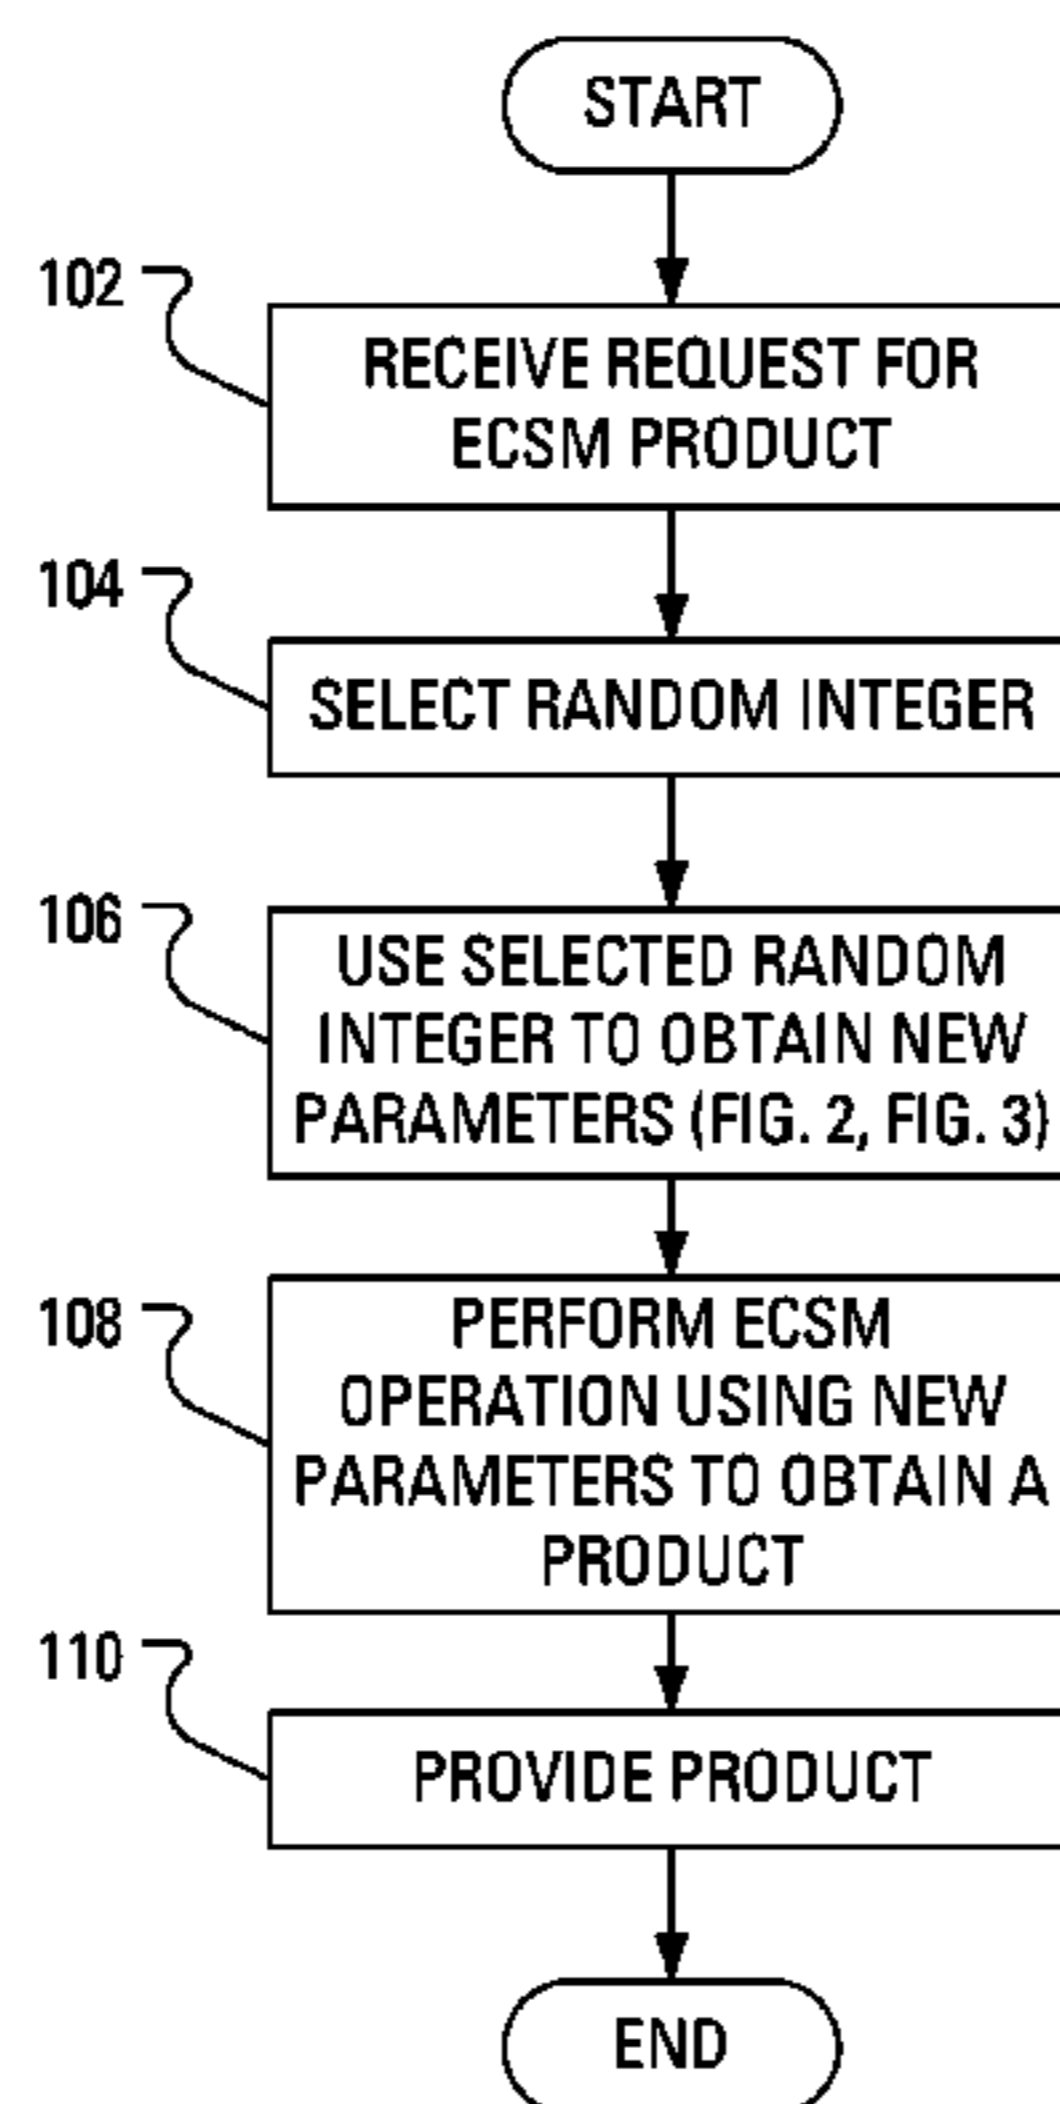 START
102
RECEIVE REQUEST FOR
ECSM PRODUCT
104
SELECT RANDOM INTEGER
106
USE SELECTED RANDOM
INTEGER TO OBTAIN NEW
PARAMETERS (FIG. 2, FIG. 3)
108
PERFORM ECSM
OPERATION USING NEW
PARAMETERS TO OBTAIN A
PRODUCT
110
PROVIDE PRODUCT
END